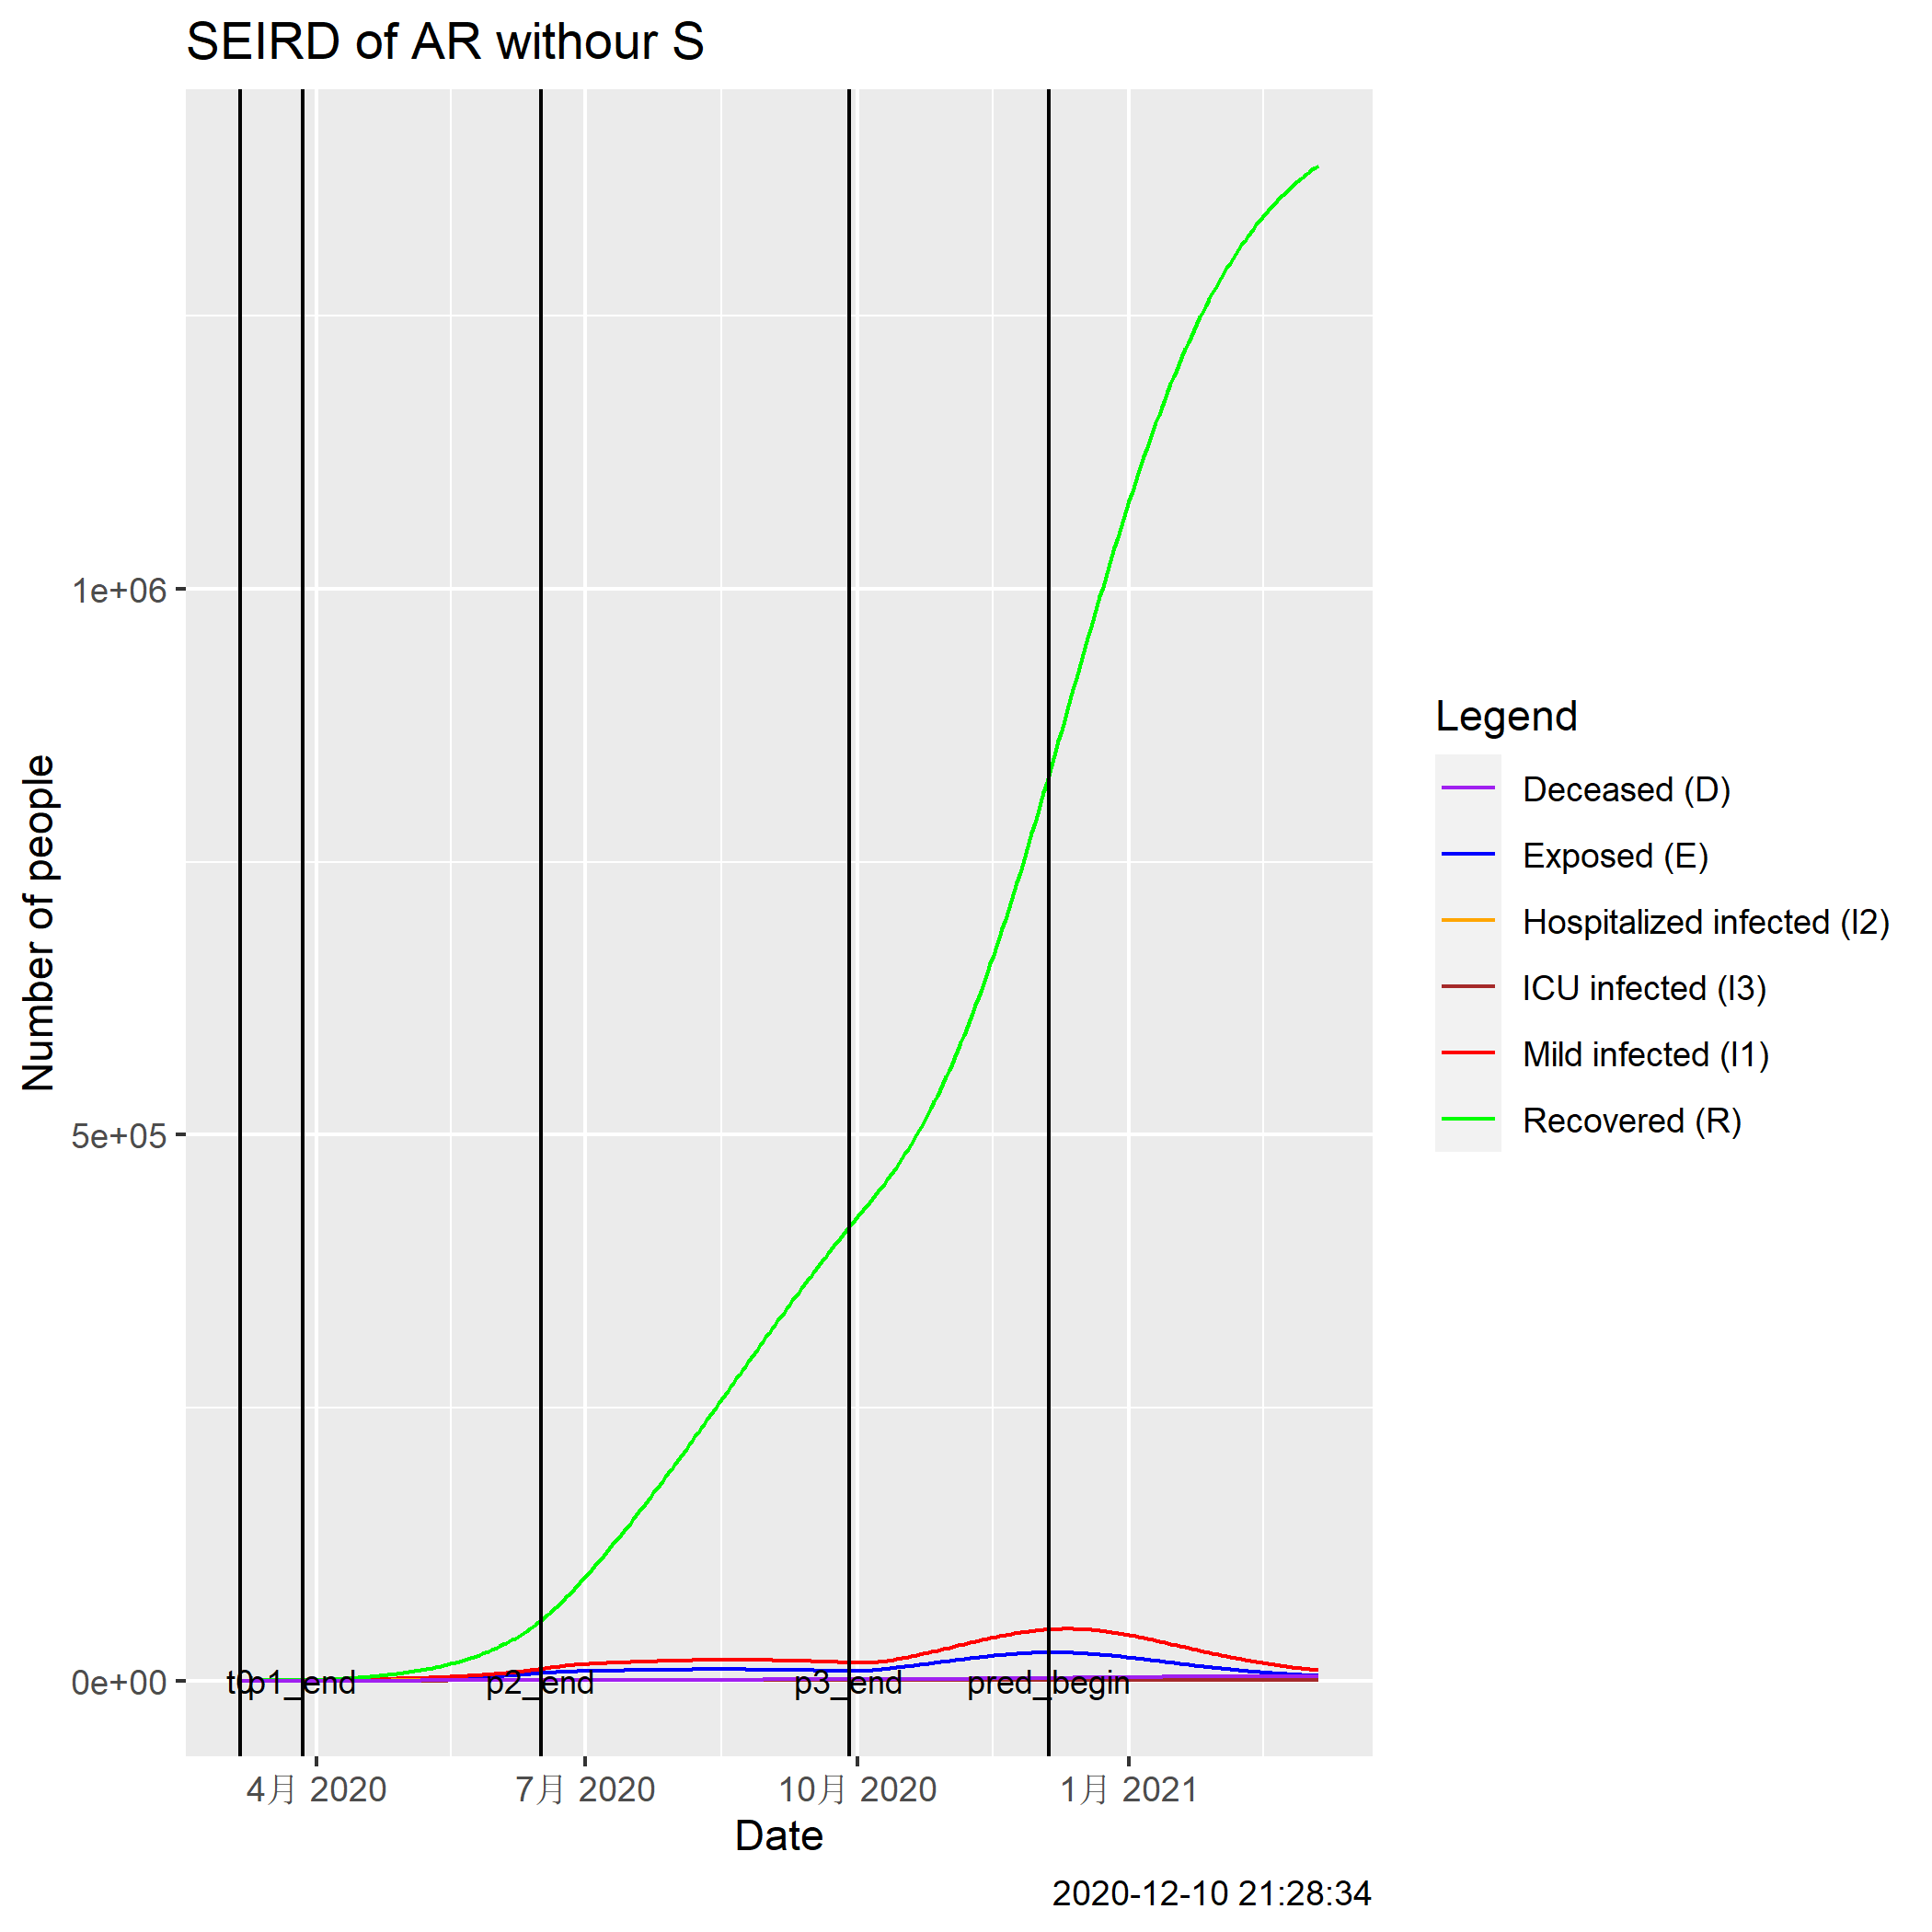 SEIRD of AR withour S
Number of people
1e+06
5e+05
0e+00
t0
p1_end
p2_end
p3_end
pred_begin
4月 2020
7月 2020
10月 2020
1月 2021
Date
Legend
Deceased (D)
Exposed (E)
Hospitalized infected (I2)
ICU infected (I3)
Mild infected (I1)
Recovered (R)
2020-12-10 21:28:34